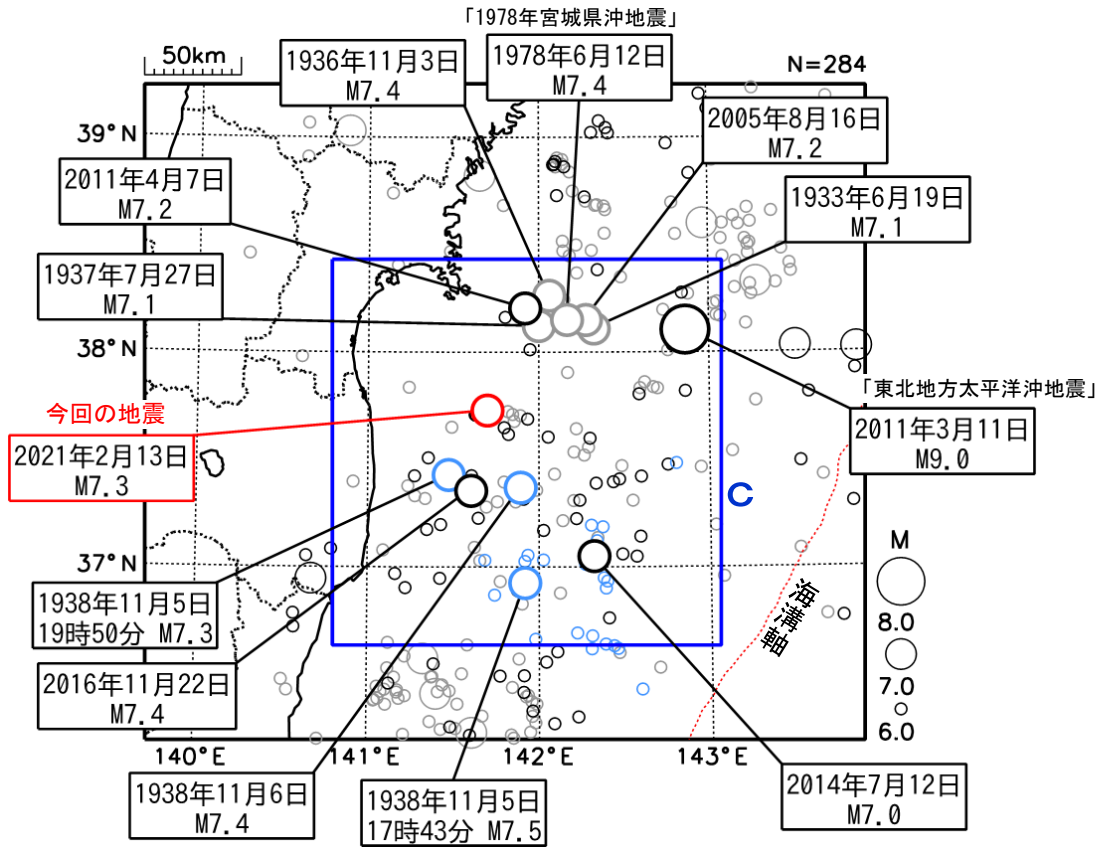 「1978年宮城県沖地震」
50km
1936年11月3日
M7.4
1978年6月12日
M7.4
N=284
39°N
2005年8月16日
M7.2
2011年4月7日
M7.2
1933年6月19日
M7.1
1937年7月27日
M7.1
38°N
「東北地方太平洋沖地震」
今回の地震
2021年2月13日
M7.3
2011年3月11日
M9.0
C
37°N
M
8.0
7.0
6.0
海溝軸
1938年11月5日
19時50分 M7.3
2016年11月22日
M7.4
140°E
141°E
142°E
143°E
1938年11月6日
M7.4
1938年11月5日
17時43分 M7.5
2014年7月12日
M7.0